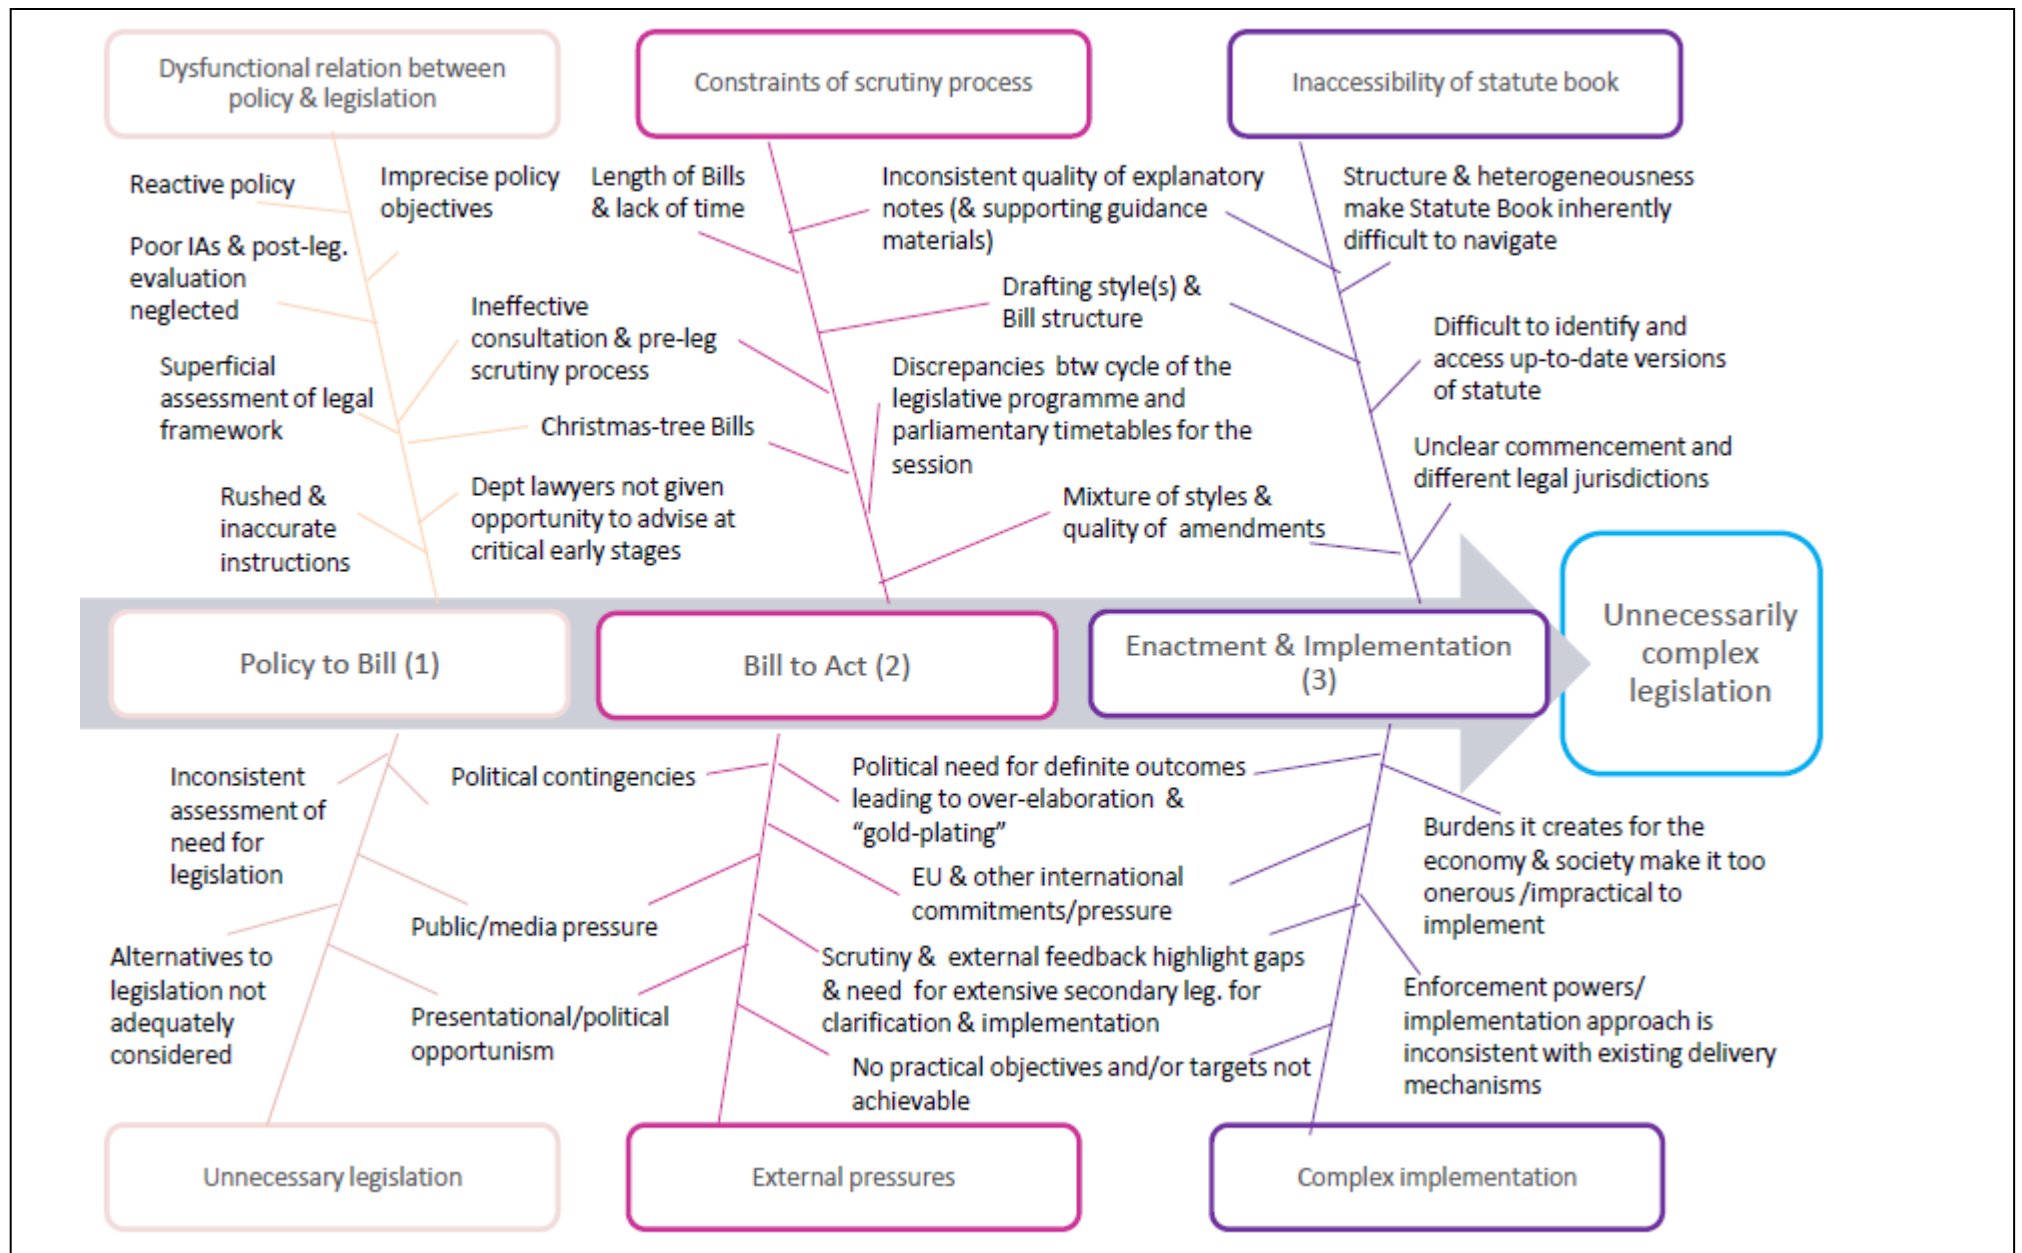 Dysfunctional relation between
policy & legislation
Constraints of scrutiny process
Inaccessibility of statute book
Reactive policy
Imprecise policy
objectives
Length of Bills
& lack of time
Inconsistent quality of explanatory
notes (& supporting guidance
materials)
Structure & heterogeneousness
make Statute Book inherently
difficult to navigate
Poor IAs & post-leg.
evaluation
neglected
Ineffective
consultation & pre-leg
scrutiny process
Drafting style(s) &
Bill structure
Difficult to identify and
access up-to-date versions
of statute
Superficial
assessment of legal
framework
Christmas-tree Bills
Discrepancies btw cycle of the
legislative programme and
parliamentary timetables for the
session
Unclear commencement and
different legal jurisdictions
Rushed &
inaccurate
instructions
Dept lawyers not given
opportunity to advise at
critical early stages
Mixture of styles &
quality of amendments
Policy to Bill (1)
Bill to Act (2)
Enactment & Implementation
(3)
Unnecessarily
complex
legislation
Inconsistent
assessment of
need for
legislation
Political contingencies
Political need for definite outcomes
leading to over-elaboration &
“gold-plating”
Burdens it creates for the
economy & society make it too
onerous /impractical to
implement
EU & other international
commitments/pressure
Public/media pressure
Alternatives to
legislation not
adequately
considered
Scrutiny & external feedback highlight gaps
& need for extensive secondary leg. for
clarification & implementation
Enforcement powers/
implementation approach is
inconsistent with existing delivery
mechanisms
Presentational/political
opportunism
No practical objectives and/or targets not
achievable
Unnecessary legislation
External pressures
Complex implementation